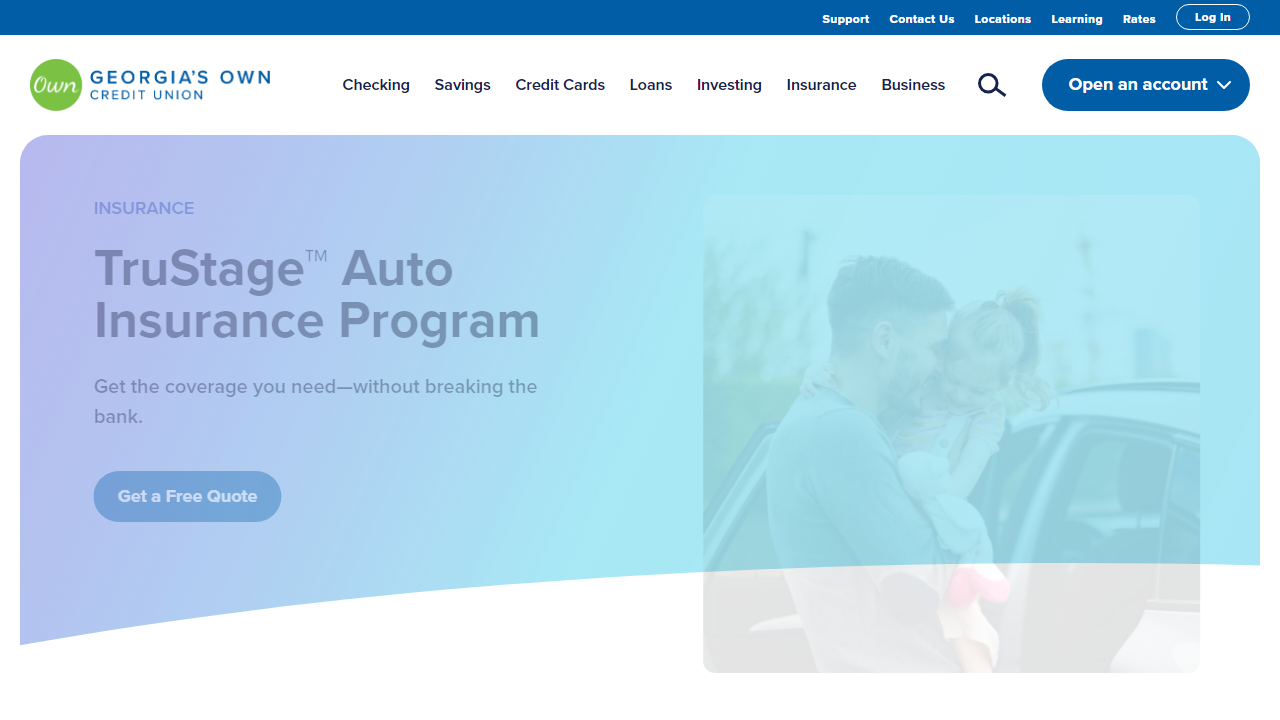 Support Contact Us Locations Learning Rates Log In
Own GEORGIA'S OWN
CREDIT UNION
Checking Savings Credit Cards Loans Investing Insurance Business Open an account
INSURANCE
TruStage™ Auto
Insurance Program
Get the coverage you need—without breaking the
bank.
Get a Free Quote